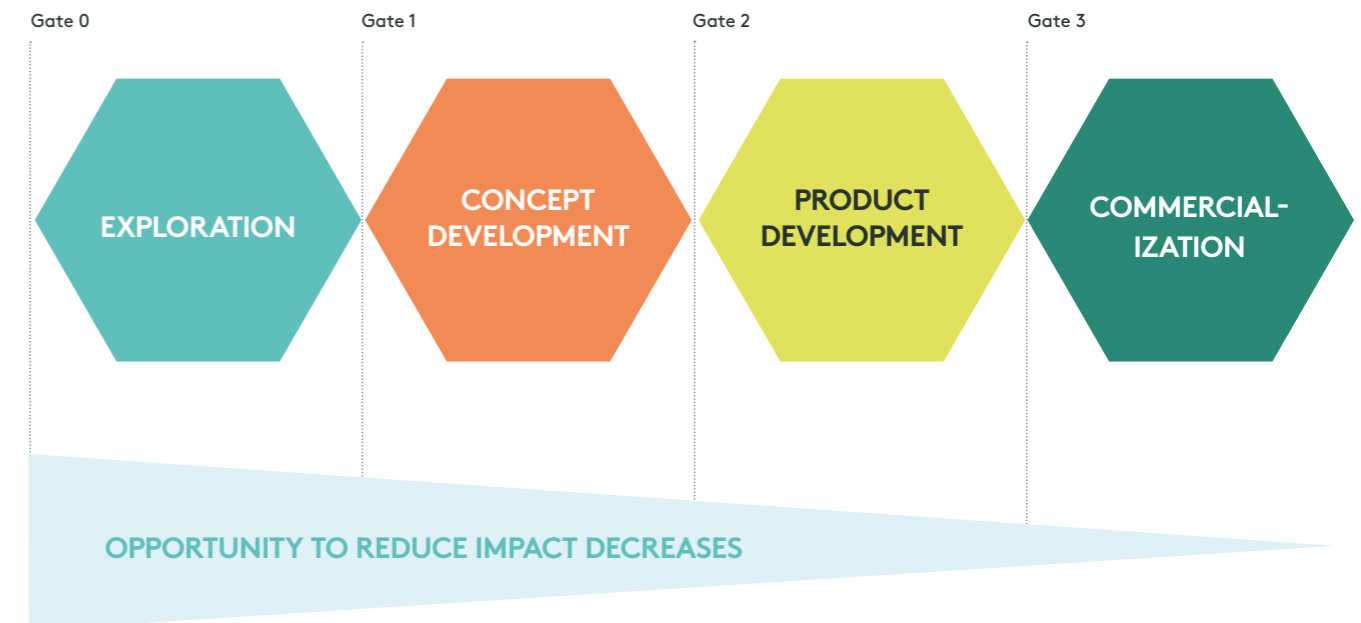 Gate 0
Gate 1
Gate 2
Gate 3
EXPLORATION
CONCEPT
DEVELOPMENT
PRODUCT
DEVELOPMENT
COMMERCIAL-
IZATION
OPPORTUNITY TO REDUCE IMPACT DECREASES